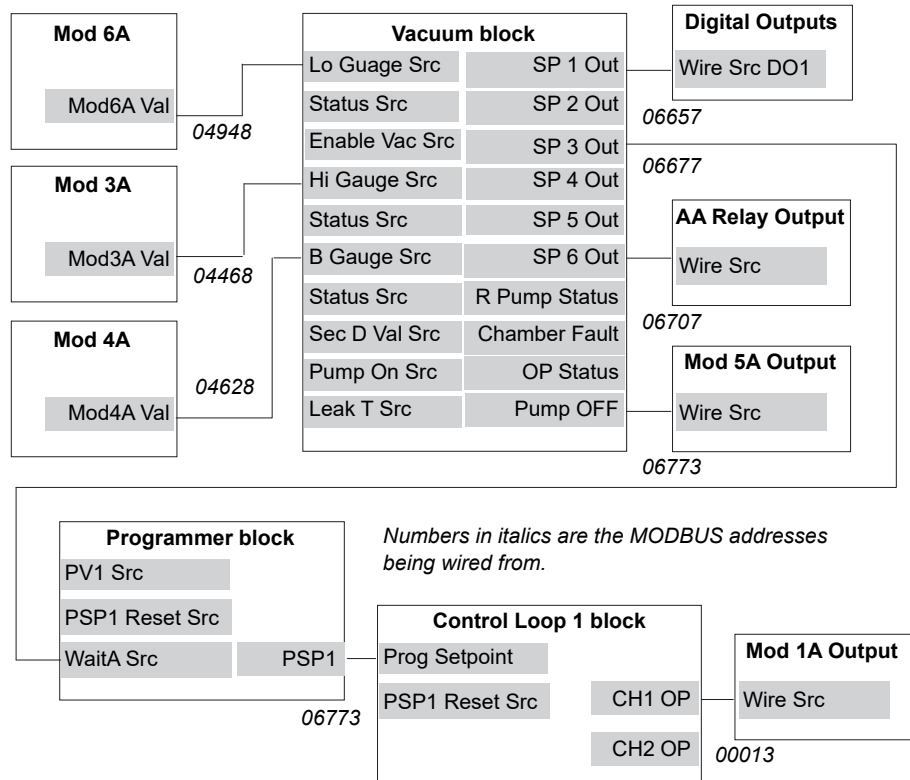 Mod 6A
Mod6A Val
04948
Mod 3A
Mod3A Val
04468
Mod 4A
Mod4A Val
04628
Vacuum block
Lo Guage Src
SP 1 Out
Status Src
SP 2 Out
Enable Vac Src
SP 3 Out
Hi Gauge Src
SP 4 Out
Status Src
SP 5 Out
B Gauge Src
SP 6 Out
Status Src
R Pump Status
Sec D Val Src
Chamber Fault
Pump On Src
OP Status
Leak T Src
Pump OFF
Digital Outputs
Wire Src DO1
06657
06677
AA Relay Output
Wire Src
06707
Mod 5A Output
Wire Src
06773
Programmer block
PV1 Src
PSP1 Reset Src
WaitA Src
PSP1
06773
Numbers in italics are the MODBUS addresses
being wired from.
Control Loop 1 block
Prog Setpoint
PSP1 Reset Src
CH1 OP
CH2 OP
Mod 1A Output
Wire Src
00013